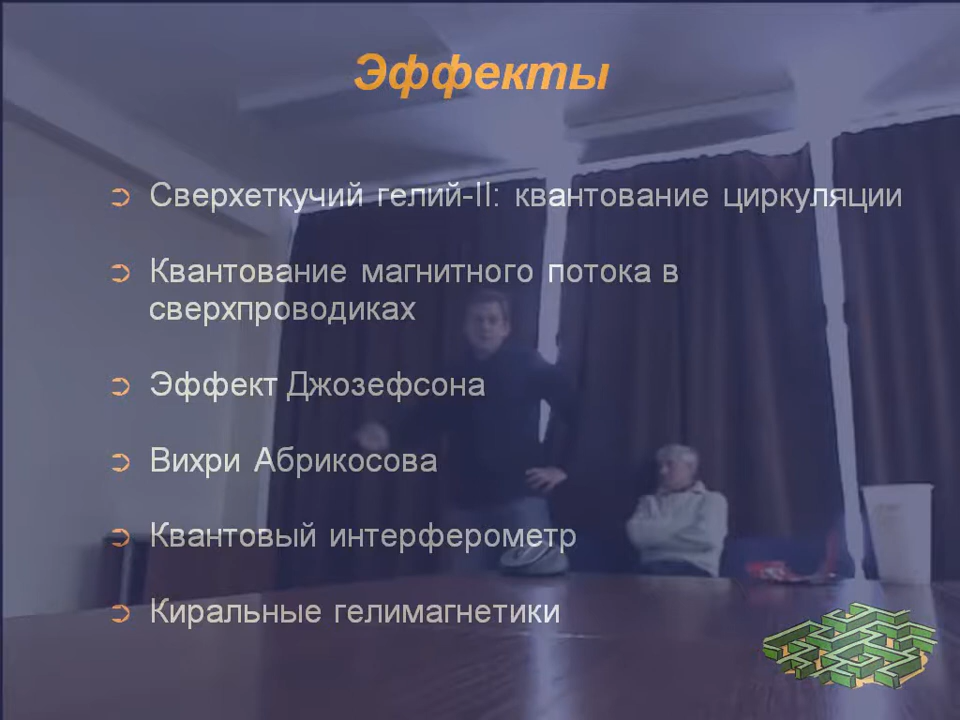 Эффекты
Сверхеткучий гелий-II: квантование циркуляции
Квантование магнитного потока в
сверхпроводиках
Эффект Джозефсона
Вихри Абрикосова
Квантовый интерферометр
Киральные гелимагнетики